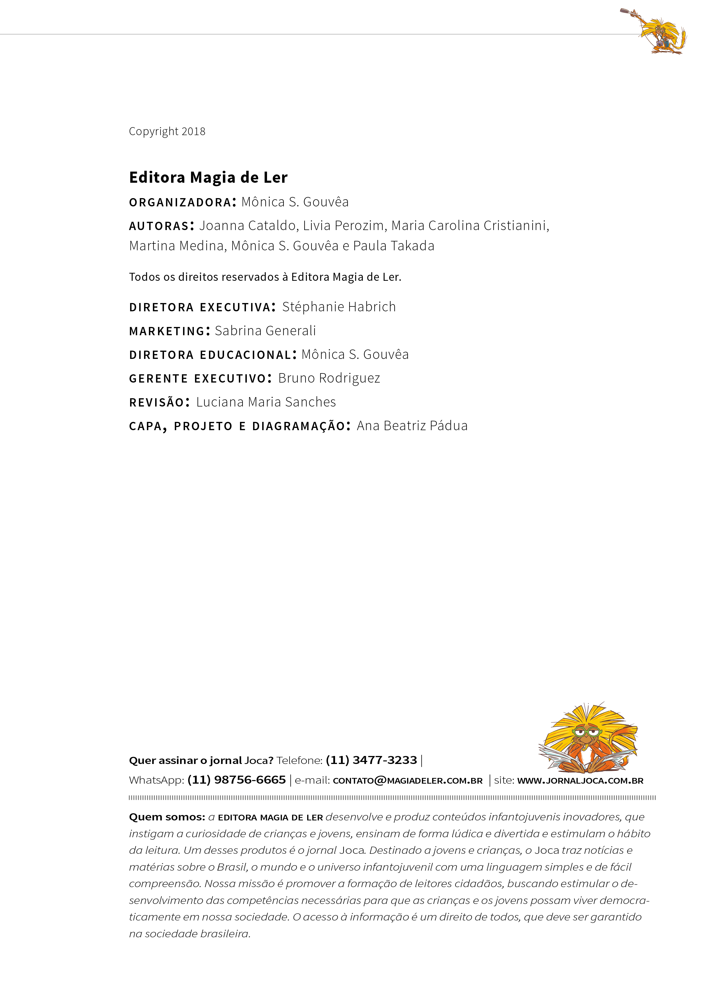 Copyright 2018
Editora Magia de Ler
ORGANIZADORA: Mônica S. Gouvêa
AUTORAS: Joanna Cataldo, Livia Perozim, Maria Carolina Cristianini,
Martina Medina, Mônica S. Gouvêa e Paula Takada
Todos os direitos reservados à Editora Magia de Ler.
DIRETORA EXECUTIVA: Stéphanie Habrich
MARKETING: Sabrina Generali
DIRETORA EDUCACIONAL: Mônica S. Gouvêa
GERENTE EXECUTIVO: Bruno Rodriguez
REVISÃO: Luciana Maria Sanches
CAPA, PROJETO E DIAGRAMAÇÃO: Ana Beatriz Pádua
Quer assinar o jornal Joca? Telefone: (11) 3477-3233 |
WhatsApp: (11) 98756-6665 | e-mail: CONTATO@MAGIADELER.COM.BR | site: WWW.JORNALJOCA.COM.BR
Quem somos: a EDITORA MAGIA DE LER desenvolve e produz conteúdos infantojuvenis inovadores, que
instigam a curiosidade de crianças e jovens, ensinam de forma lúdica e divertida e estimulam o hábito
da leitura. Um desses produtos é o jornal Joca. Destinado a jovens e crianças, o Joca traz notícias e
matérias sobre o Brasil, o mundo e o universo infantojuvenil com uma linguagem simples e de fácil
compreensão. Nossa missão é promover a formação de leitores cidadãos, buscando estimular o de-
senvolvimento das competências necessárias para que as crianças e os jovens possam viver democra-
ticamente em nossa sociedade. O acesso à informação é um direito de todos, que deve ser garantido
na sociedade brasileira.